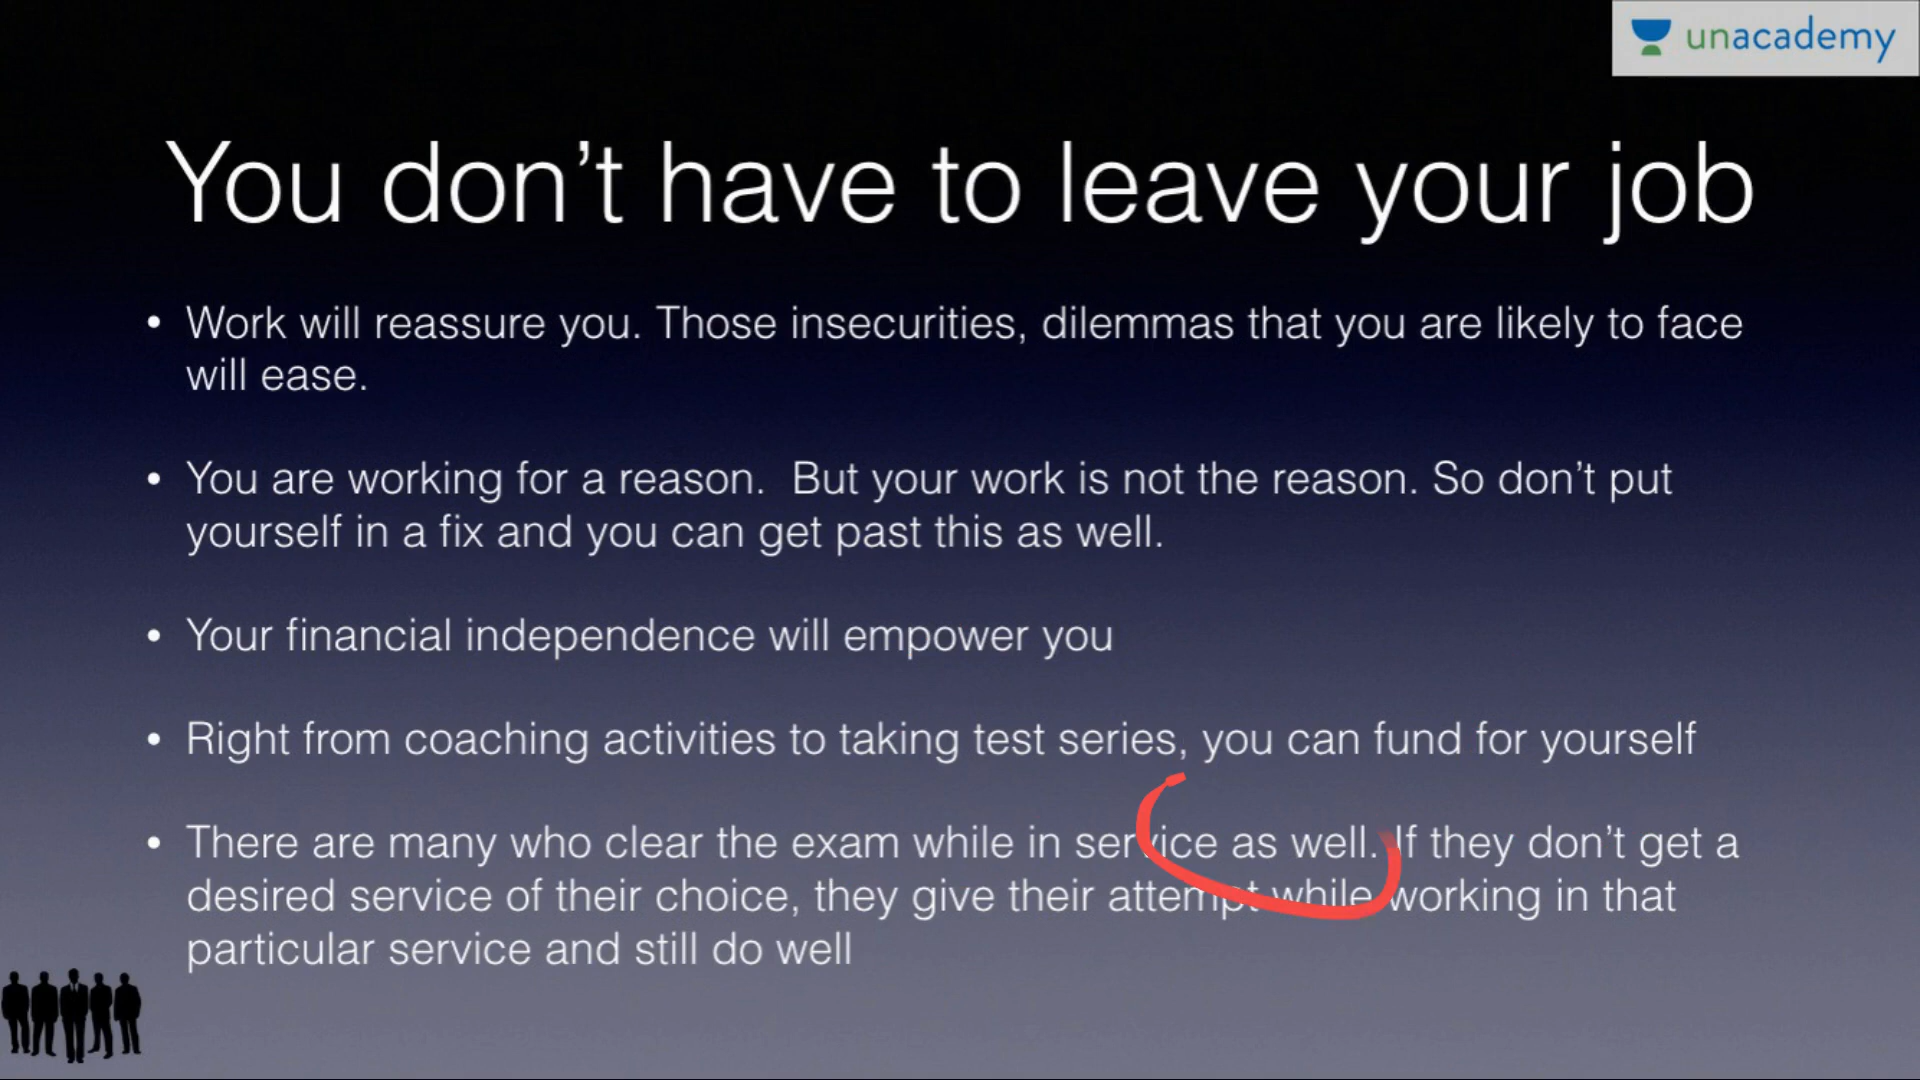 unacademy
You don't have to leave your job
• Work will reassure you. Those insecurities, dilemmas that you are likely to face
will ease.
• You are working for a reason.  But your work is not the reason. So don't put
yourself in a fix and you can get past this as well.
• Your financial independence will empower you
• Right from coaching activities to taking test series, you can fund for yourself
• There are many who clear the exam while in service as well. If they don't get a
desired service of their choice, they give their attempt while working in that
particular service and still do well